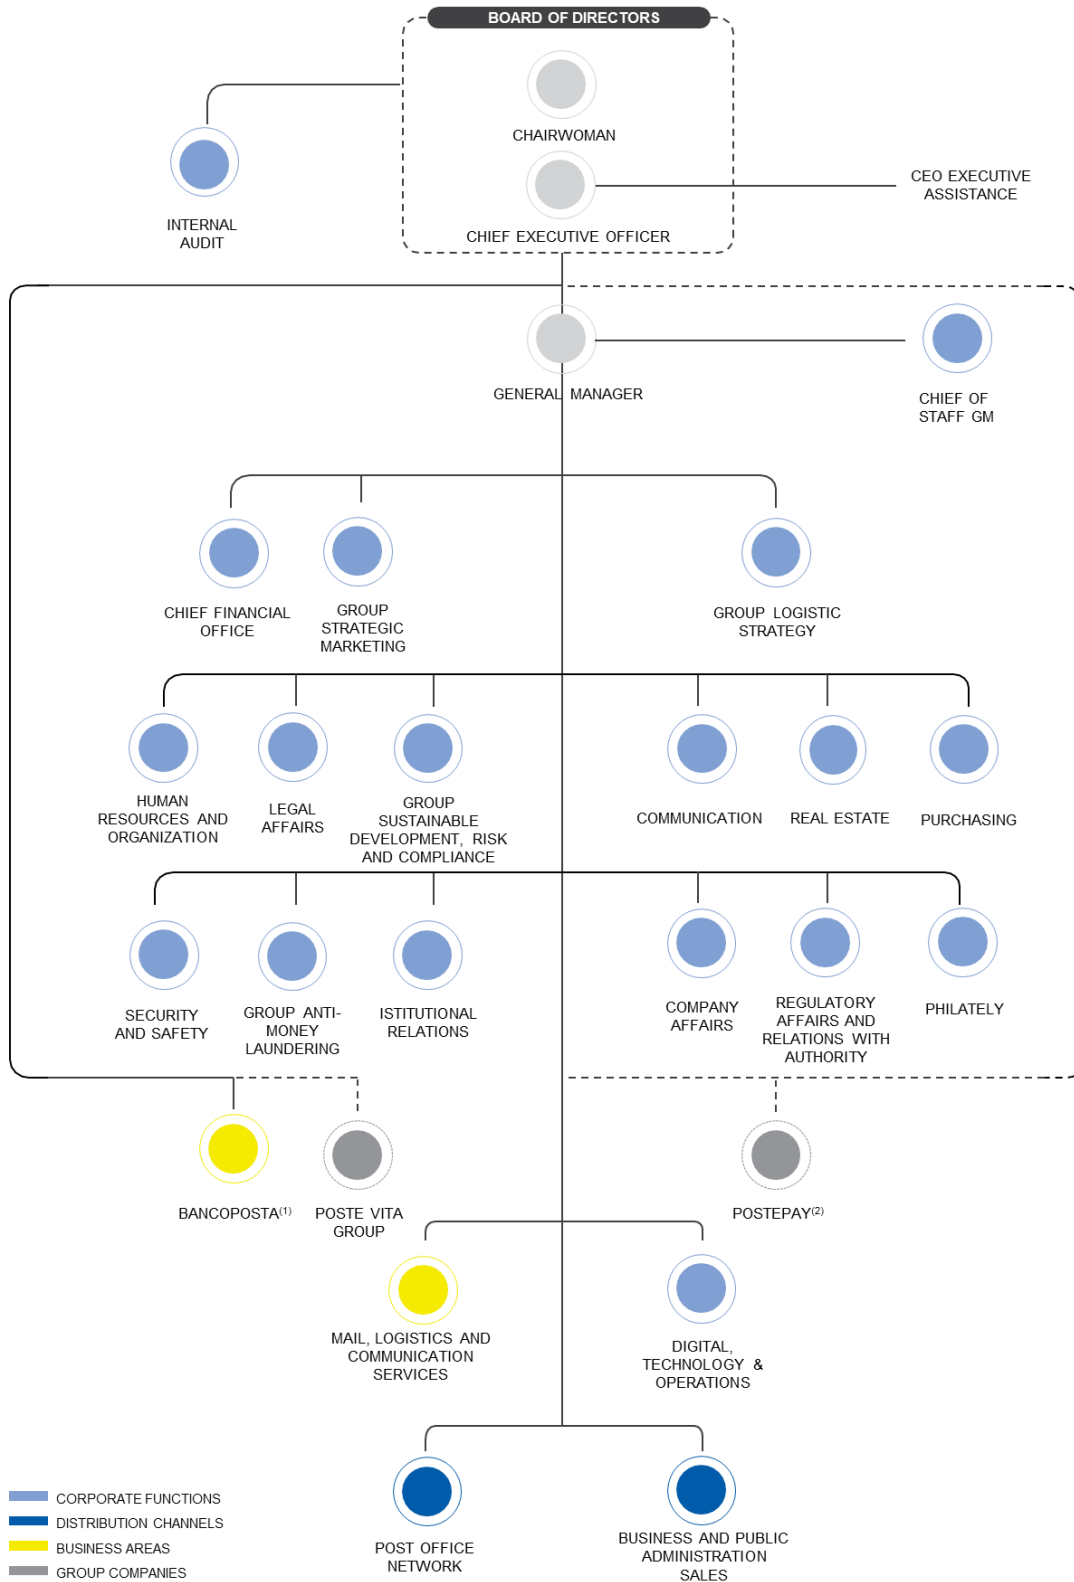 BOARD OF DIRECTORS
CHAIRWOMAN
CEO EXECUTIVE
ASSISTANCE
INTERNAL
AUDIT
CHIEF EXECUTIVE OFFICER
GENERAL MANAGER
CHIEF OF
STAFF GM
CHIEF FINANCIAL
OFFICE
GROUP
STRATEGIC
MARKETING
GROUP LOGISTIC
STRATEGY
HUMAN
RESOURCES AND
ORGANIZATION
LEGAL
AFFAIRS
GROUP
SUSTAINABLE
DEVELOPMENT, RISK
AND COMPLIANCE
COMMUNICATION
REAL ESTATE
PURCHASING
SECURITY
AND SAFETY
GROUP ANTI-
MONEY
LAUNDERING
ISTITUTIONAL
RELATIONS
COMPANY
AFFAIRS
REGULATORY
AFFAIRS AND
RELATIONS WITH
AUTHORITY
PHILATELY
BANCOPOSTA(1)
POSTE VITA
GROUP
POSTEPAY(2)
MAIL, LOGISTICS AND
COMMUNICATION
SERVICES
DIGITAL,
TECHNOLOGY &
OPERATIONS
POST OFFICE
NETWORK
BUSINESS AND PUBLIC
ADMINISTRATION
SALES
CORPORATE FUNCTIONS
DISTRIBUTION CHANNELS
BUSINESS AREAS
GROUP COMPANIES